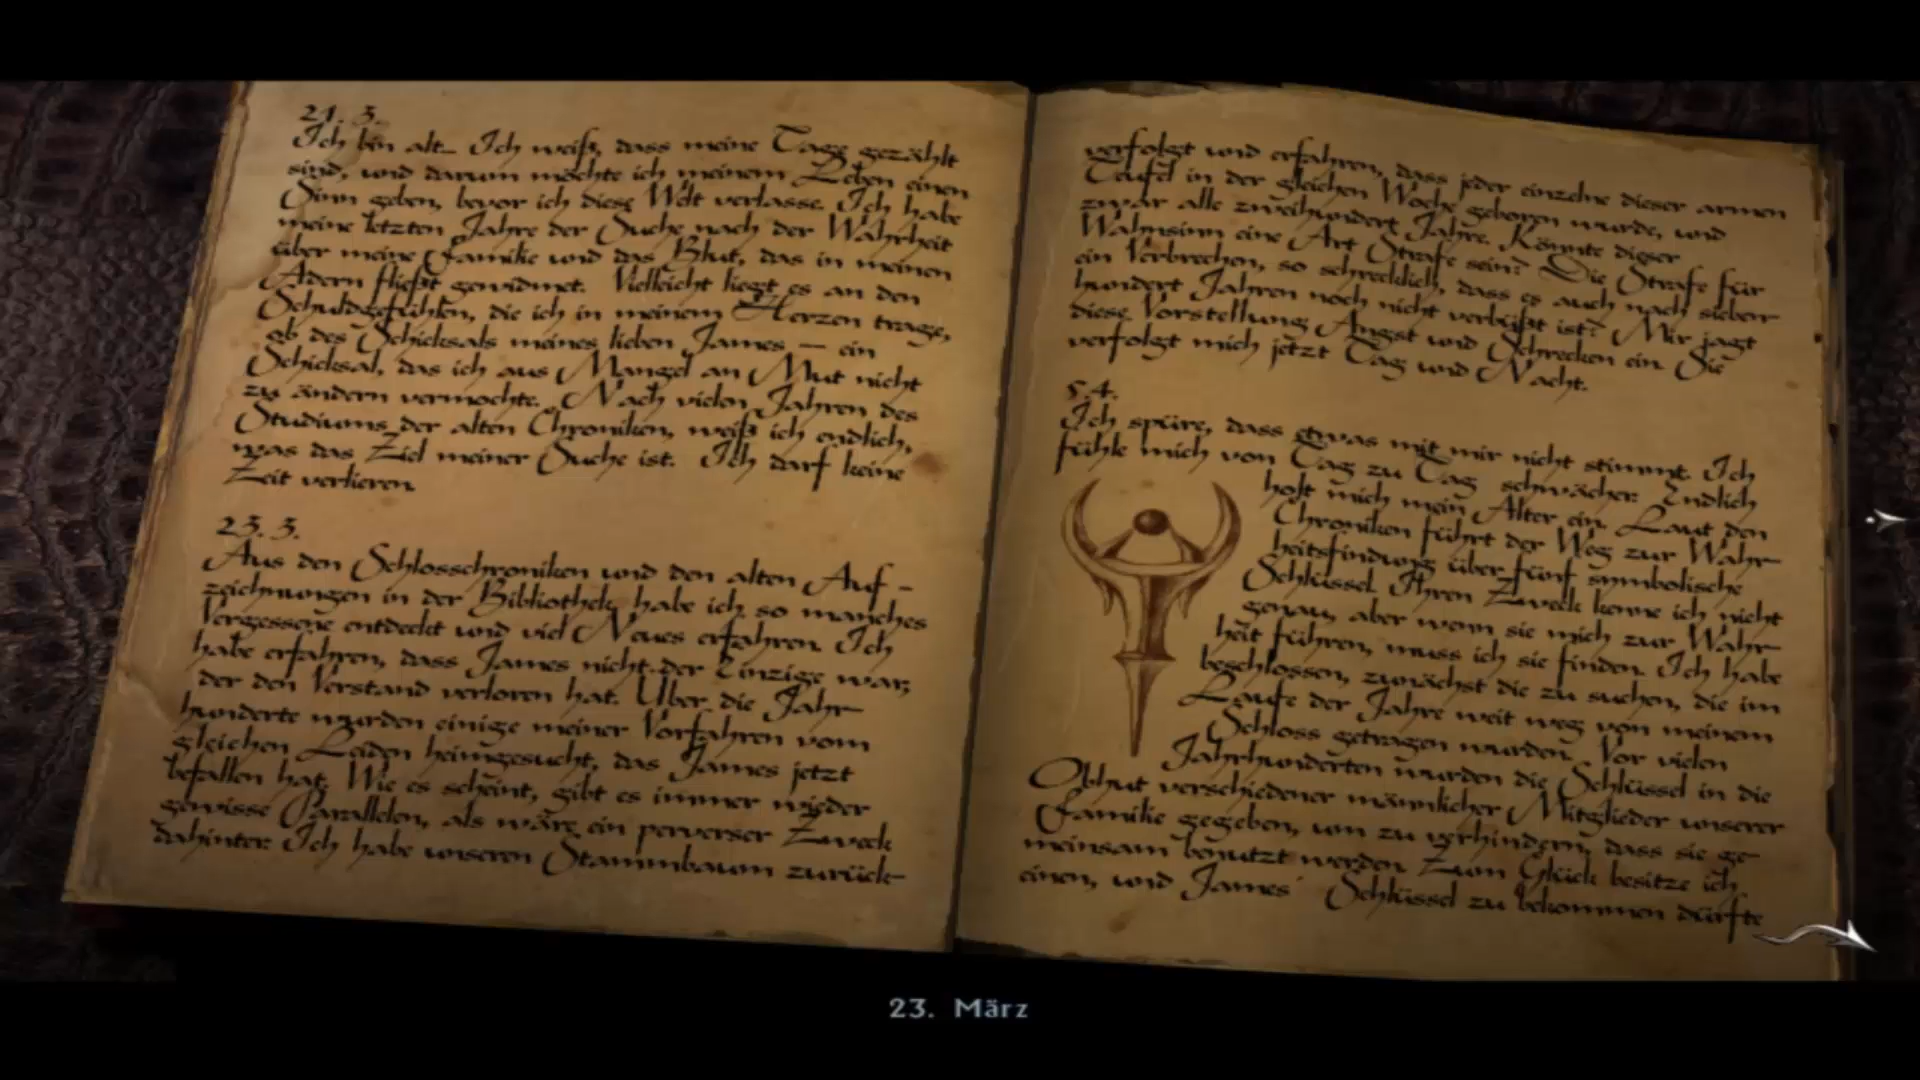 21. 3.
Ich bin alt... Ich weiß, dass meine Tage gezählt
sind, und darum möchte ich meinem Leben einen
Sinn geben, bevor ich diese Welt verlasse. Ich habe
meine letzten Jahre der Suche nach der Wahrheit
über meine Familie und das Blut, das in meinen
Adern fließt gewidmet. Vielleicht liegt es an den
Schuldgefühlen, die ich in meinem Herzen trage,
ob des Schicksals meines lieben James – ein
Schicksal, das ich aus Mangel an Mut nicht
zu ändern vermochte. Nach vielen Jahren des
Studiums der alten Chroniken, weiß ich endlich,
was das Ziel meiner Suche ist. Ich darf keine
Zeit verlieren.
23. 3.
Aus den Schlosschroniken und den alten Auf-
zeichnungen in der Bibliothek, habe ich so manches
Vergessene entdeckt und viel Neues erfahren. Ich
habe erfahren, dass James nicht der Einzige war,
der den Verstand verloren hat. Über die Jahr-
hunderte wurden einige meiner Vorfahren vom
gleichen Leiden heimgesucht, das James jetzt
befallen hat. Wie es scheint, gibt es immer wieder
gewisse Parallelen, als wäre ein perverser Zweck
dahinter. Ich habe unseren Stammbaum zurück-
verfolgt und erfahren, dass jeder einzelne dieser armen
Teufel in der gleichen Woche geboren wurde, und
zwar alle zweihundert Jahre. Könnte dieser
Wahnsinn eine Art Strafe sein? Die Strafe für
ein Verbrechen, so schrecklich, dass es auch nach sieben-
hundert Jahren noch nicht verbüßt ist? Mir jagt
diese Vorstellung Angst und Schrecken ein. Sie
verfolgt mich jetzt Tag und Nacht.
5.4.
Ich spüre, dass etwas mit mir nicht stimmt. Ich
fühle mich von Tag zu Tag schwächer. Endlich
holt mich mein Alter ein. Laut den
Chroniken führt der Weg zur Wahr-
heitsfindung über fünf symbolische
Schlüssel. Ihren Zweck kenne ich nicht
genau, aber wenn sie mich zur Wahr-
heit führen, muss ich sie finden. Ich habe
beschlossen, zunächst die zu suchen, die im
Laufe der Jahre weit weg von meinem
Schloss getragen wurden. Vor vielen
Jahrhunderten wurden die Schlüssel in die
Obhut verschiedener männlicher Mitglieder unserer
Familie gegeben, um zu verhindern, dass sie ge-
meinsam benutzt werden. Zum Glück besitze ich
einen, und James' Schlüssel zu bekommen dürfte
23. März